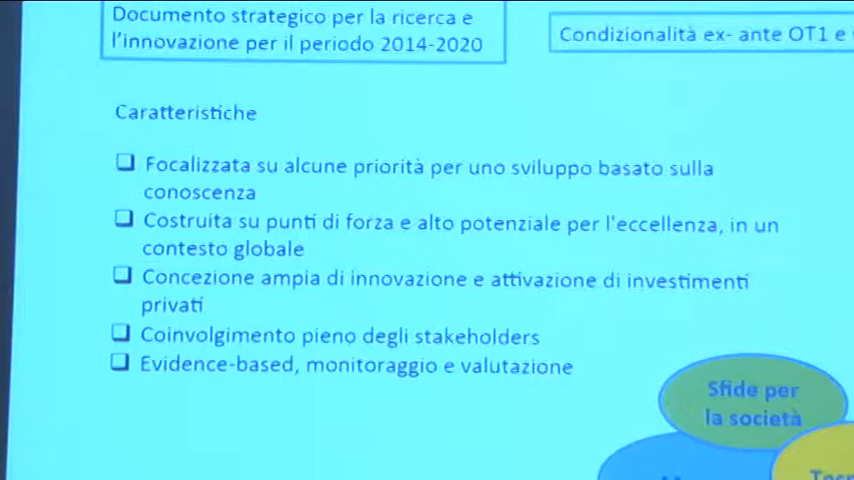 Documento strategico per la ricerca e
l'innovazione per il periodo 2014-2020
Condizionalità ex- ante OT1 e
Caratteristiche
❑ Focalizzata su alcune priorità per uno sviluppo basato sulla
conoscenza
❑ Costruita su punti di forza e alto potenziale per l'eccellenza, in un
contesto globale
❑ Concezione ampia di innovazione e attivazione di investimenti
privati
❑ Coinvolgimento pieno degli stakeholders
❑ Evidence-based, monitoraggio e valutazione
Sfide per
la società